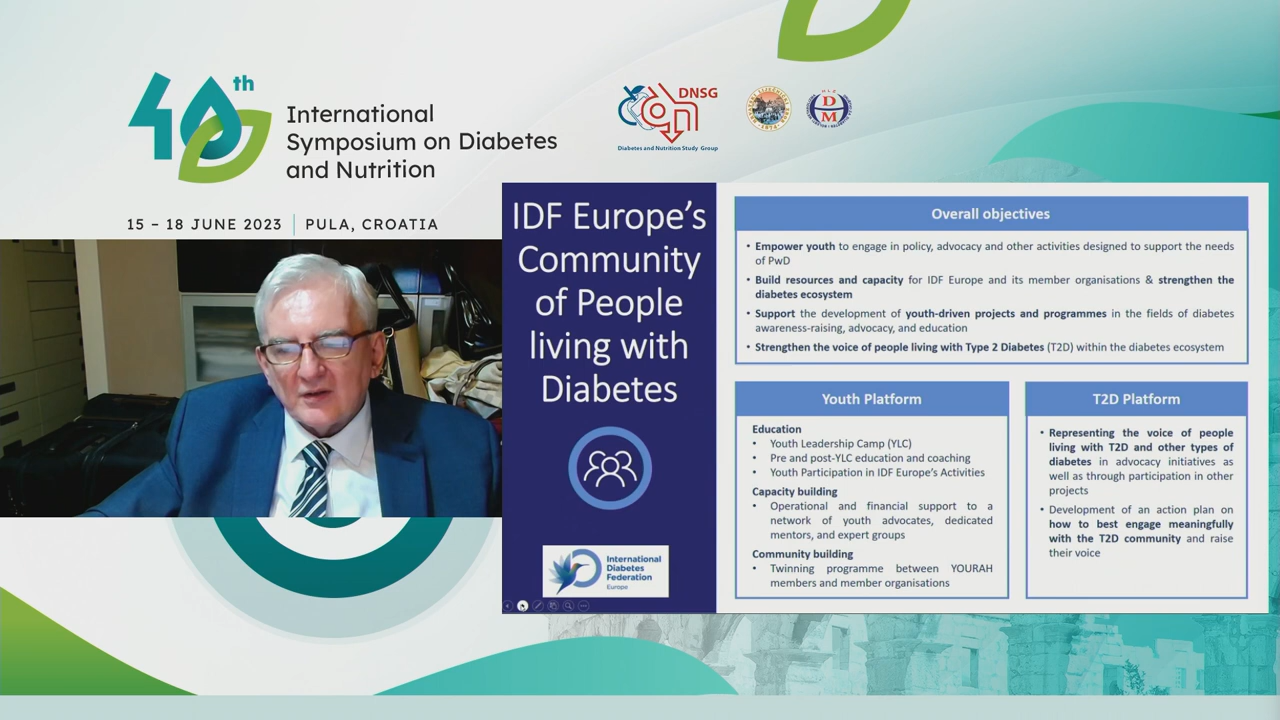 40th
International
Symposium on Diabetes
and Nutrition
15 – 18 JUNE 2023 | PULA, CROATIA
DNSG
Diabetes and Nutrition Study Group
DM
IDF Europe's
Community
of People
living with
Diabetes
International
Diabetes
Federation
Europe
Overall objectives
• Empower youth to engage in policy, advocacy and other activities designed to support the needs
of PwD
• Build resources and capacity for IDF Europe and its member organisations & strengthen the
diabetes ecosystem
• Support the development of youth-driven projects and programmes in the fields of diabetes
awareness-raising, advocacy, and education
• Strengthen the voice of people living with Type 2 Diabetes (T2D) within the diabetes ecosystem
Youth Platform
Education
• Youth Leadership Camp (YLC)
• Pre and post-YLC education and coaching
• Youth Participation in IDF Europe's Activities
Capacity building
• Operational and financial support to a
network of youth advocates, dedicated
mentors, and expert groups
Community building
• Twinning programme between YOURAH
members and member organisations
T2D Platform
• Representing the voice of people
living with T2D and other types of
diabetes in advocacy initiatives as
well as through participation in other
projects
• Development of an action plan on
how to best engage meaningfully
with the T2D community and raise
their voice